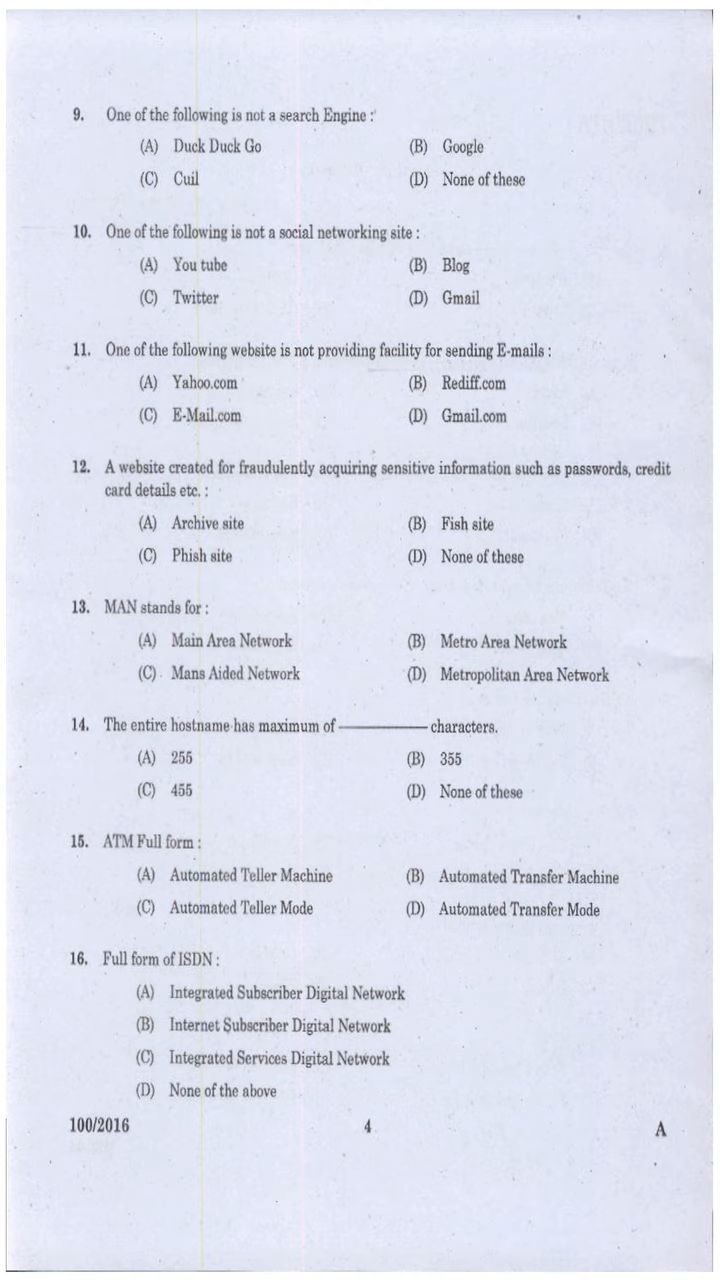 9. One of the following is not a search Engine :
(A) Duck Duck Go (B) Google
(C) Cuil (D) None of these
10. One of the following is not a social networking site :
(A) You tube (B) Blog
(C) Twitter (D) Gmail
11. One of the following website is not providing facility for sending E-mails :
(A) Yahoo.com (B) Rediff.com
(C) E-Mail.com (D) Gmail.com
12. A website created for fraudulently acquiring sensitive information such as passwords, credit
card details etc. :
(A) Archive site (B) Fish site
(C) Phish site (D) None of these
13. MAN stands for :
(A) Main Area Network (B) Metro Area Network
(C) Mans Aided Network (D) Metropolitan Area Network
14. The entire hostname has maximum of ———— characters.
(A) 255 (B) 355
(C) 455 (D) None of these
15. ATM Full form :
(A) Automated Teller Machine (B) Automated Transfer Machine
(C) Automated Teller Mode (D) Automated Transfer Mode
16. Full form of ISDN :
(A) Integrated Subscriber Digital Network
(B) Internet Subscriber Digital Network
(C) Integrated Services Digital Network
(D) None of the above
100/2016 4 A